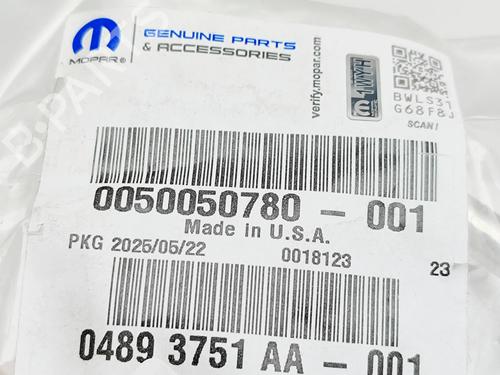 GENUINE PARTS
& ACCESSORIES
MOPAR®
verify.mopar.com
BWLS31
G68F8J
SCAN!
0050050780 - 001
Made in U.S.A.
PKG 2025/05/22 0018123 23
0489 3751 AA - 001